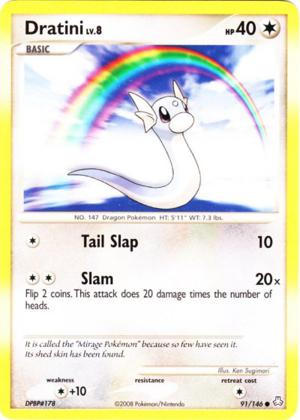 Dratini LV.8 HP 40
BASIC
NO. 147 Dragon Pokémon HT: 5'11" WT: 7.3 lbs.
Tail Slap 10
Slam 20x
Flip 2 coins. This attack does 20 damage times the number of
heads.
It is called the "Mirage Pokémon" because so few have seen it.
Its shed skin has been found.
Illus. Ken Sugimori
weakness resistance retreat cost
+10
DPBP#178 ©2008 Pokémon/Nintendo 91/146